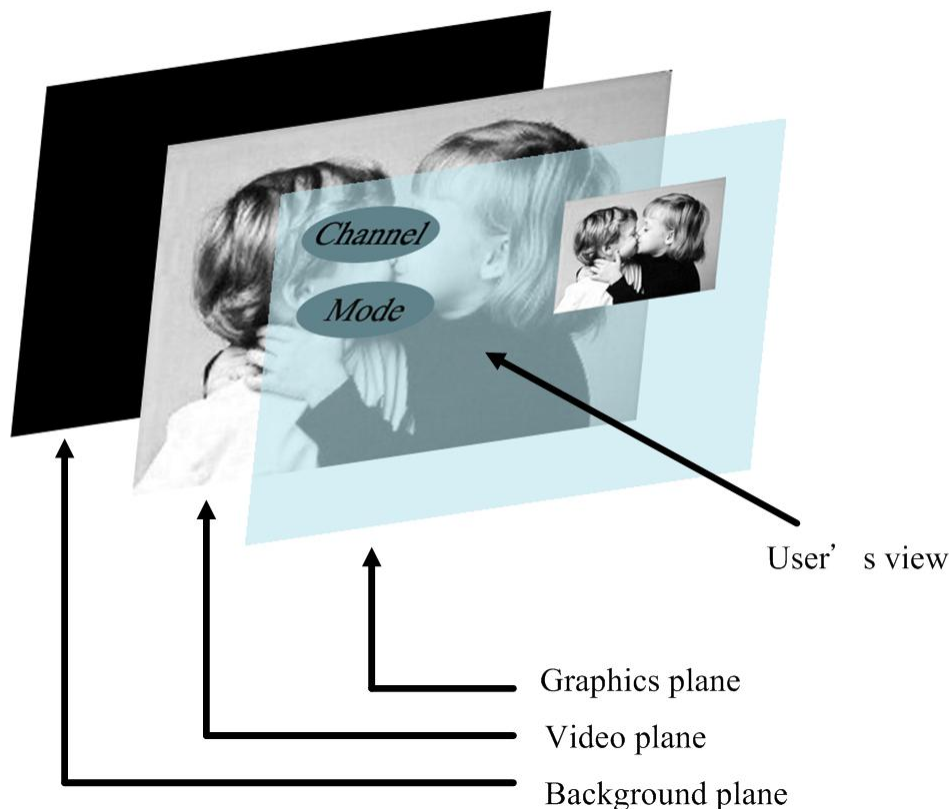 Channel
Mode
User’ s view
Graphics plane
Video plane
Background plane